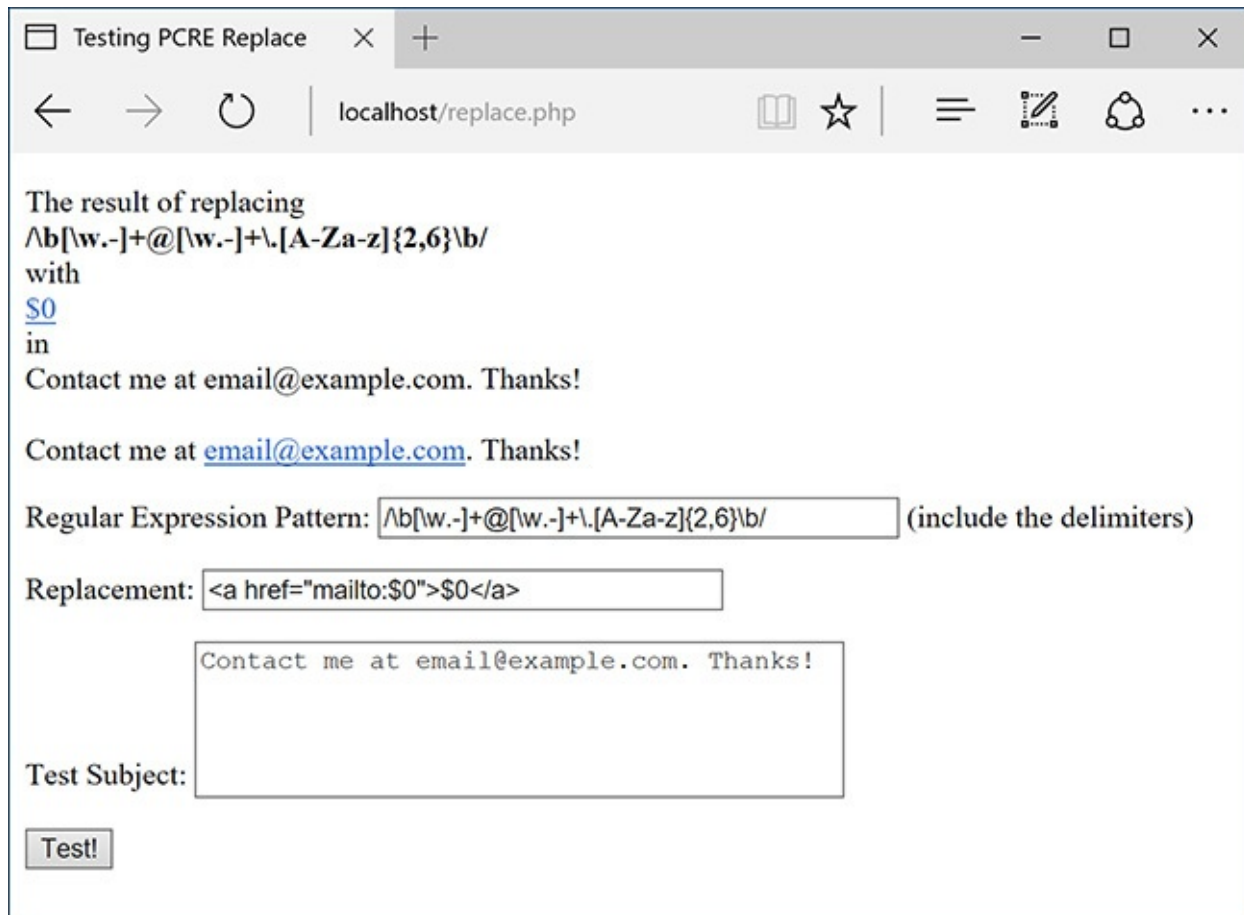 Testing PCRE Replace
localhost/replace.php
The result of replacing
/\b[\w.-]+@[\w.-]+\.[A-Za-z]{2,6}\b/
with
$0
in
Contact me at email@example.com. Thanks!
Contact me at email@example.com. Thanks!
Regular Expression Pattern: /\b[\w.-]+@[\w.-]+\.[A-Za-z]{2,6}\b/ (include the delimiters)
Replacement: <a href="mailto:$0">$0</a>
Contact me at email@example.com. Thanks!
Test Subject:
Test!